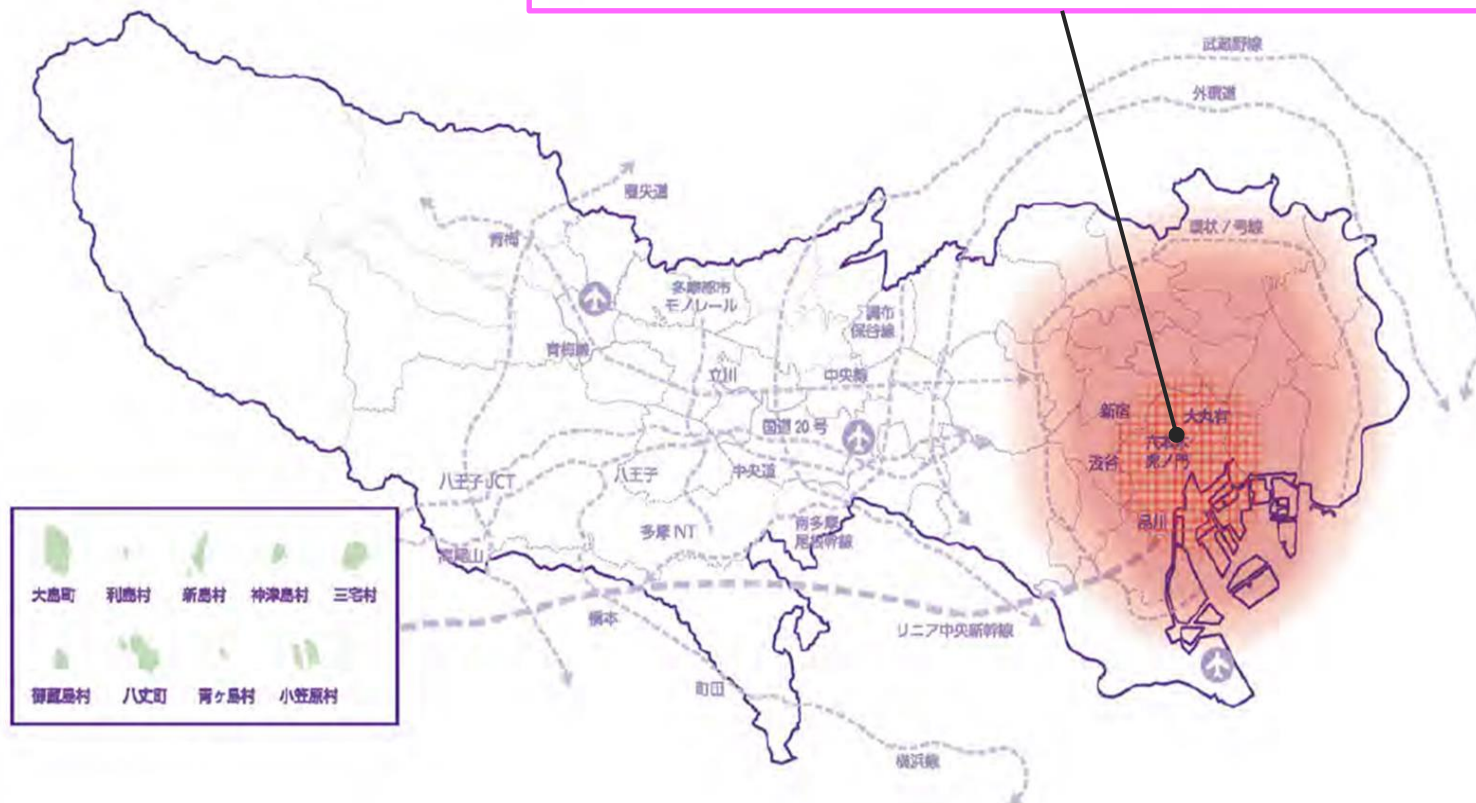 武蔵野線
外環道
圏央道
環状7号線
青梅
多摩都市
モノレール
調布
保谷線
青梅線
立川
中央線
新宿
大丸有
国道20号
六本木
虎ノ門
渋谷
八王子JCT
八王子
中央道
品川
多摩NT
南多摩
尾根幹線
高尾山
大島町
利島村
新島村
神津島村
三宅村
橋本
リニア中央新幹線
御蔵島村
八丈町
青ヶ島村
小笠原村
町田
横浜線